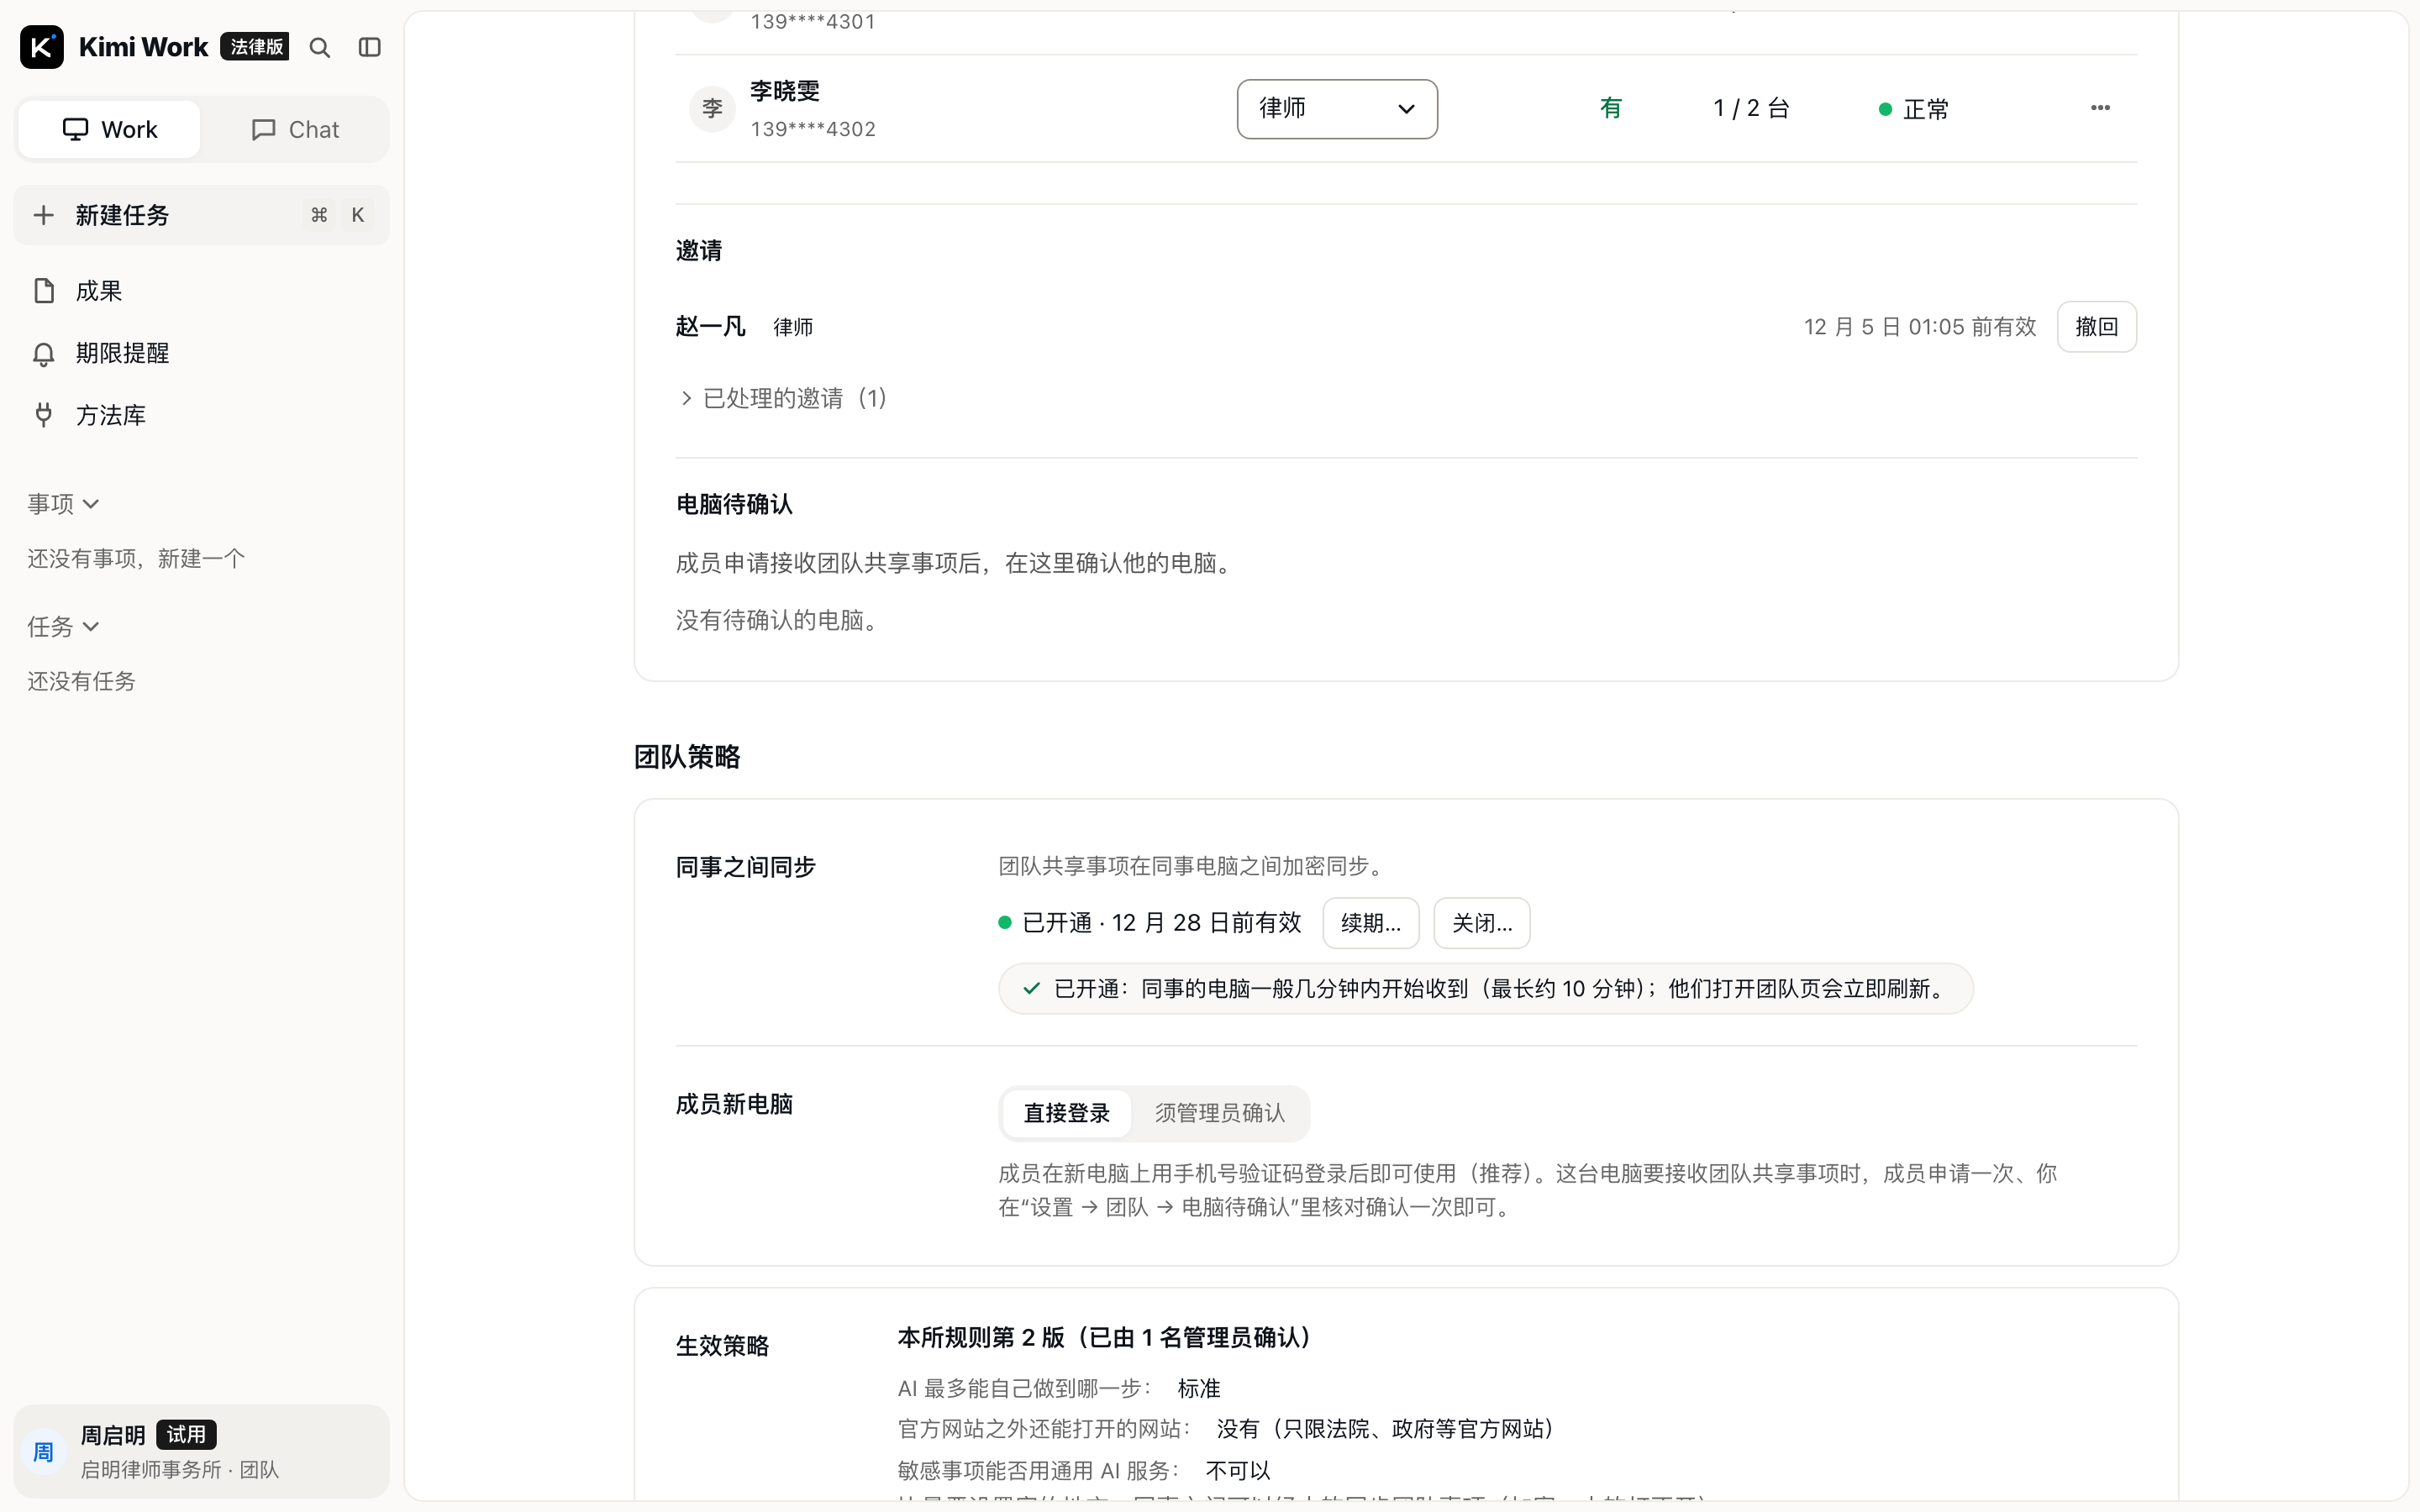 Kimi Work 法律版
Work
Chat
新建任务 ⌘ K
成果
期限提醒
方法库
事项
还没有事项，新建一个
任务
还没有任务
周 周启明 试用
启明律师事务所 · 团队
139****4301
李 李晓雯
139****4302
律师
有
1 / 2 台
正常
邀请
赵一凡 律师
12 月 5 日 01:05 前有效 撤回
已处理的邀请（1）
电脑待确认
成员申请接收团队共享事项后，在这里确认他的电脑。
没有待确认的电脑。
团队策略
同事之间同步
团队共享事项在同事电脑之间加密同步。
已开通 · 12 月 28 日前有效 续期... 关闭...
已开通：同事的电脑一般几分钟内开始收到（最长约 10 分钟）；他们打开团队页会立即刷新。
成员新电脑
直接登录 须管理员确认
成员在新电脑上用手机号验证码登录后即可使用（推荐）。这台电脑要接收团队共享事项时，成员申请一次、你
在“设置 → 团队 → 电脑待确认”里核对确认一次即可。
生效策略
本所规则第 2 版（已由 1 名管理员确认）
AI 最多能自己做到哪一步： 标准
官方网站之外还能打开的网站： 没有（只限法院、政府等官方网站）
敏感事项能否用通用 AI 服务： 不可以